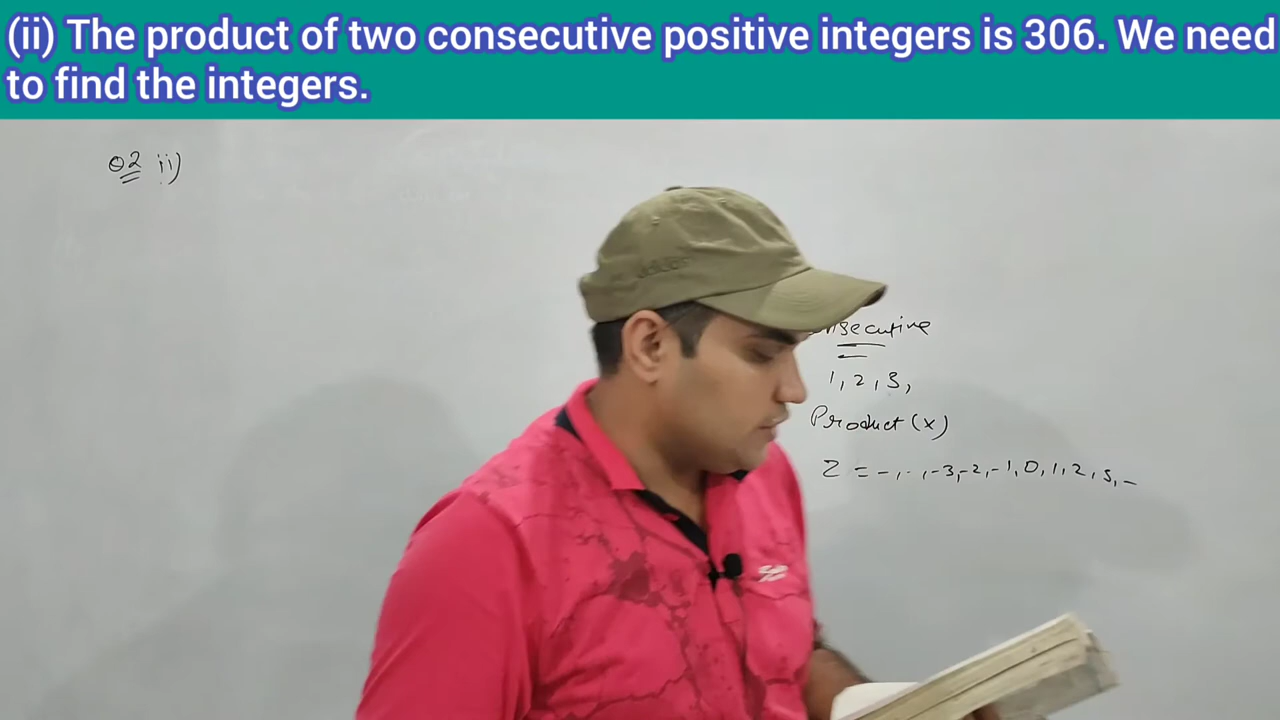 (ii) The product of two consecutive positive integers is 306. We need
to find the integers.
Q2 ii)
1, 2, 3,
Product (x)
Z = -, -, -3, -2, -1, 0, 1, 2, 3, -